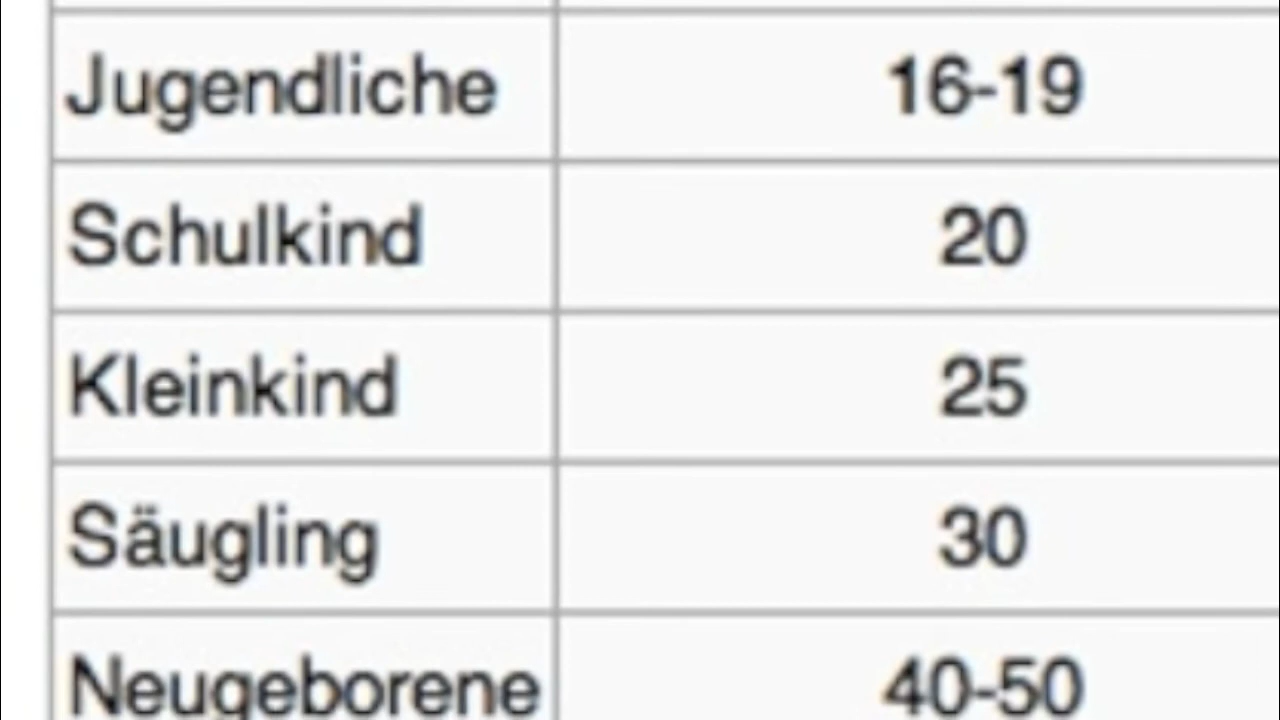 Jugendliche 16-19
Schulkind 20
Kleinkind 25
Säugling 30
Neugeborene 40-50